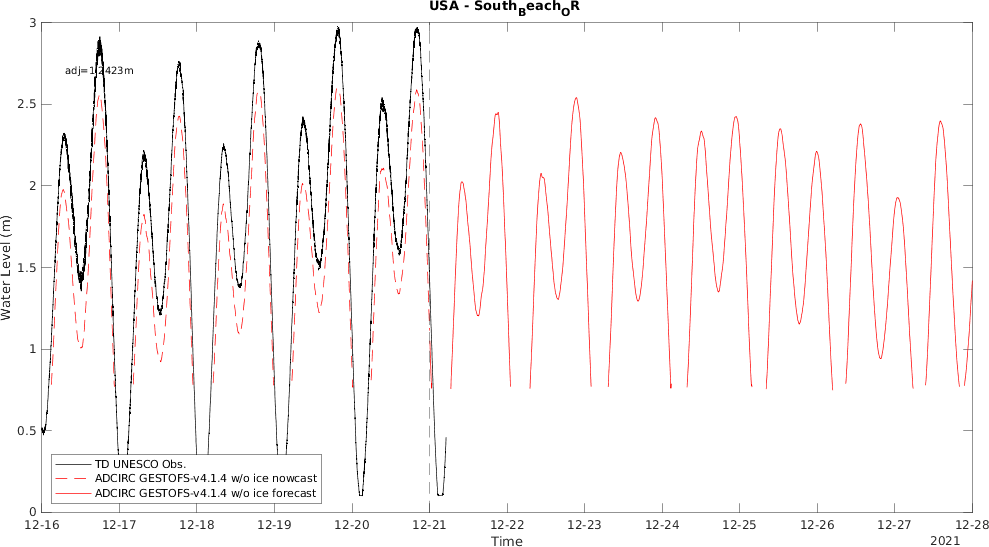 USA - SouthBeachOR
adj=1.2423m
3
2.5
2
1.5
1
0.5
0
Water Level (m)
TD UNESCO Obs.
ADCIRC GESTOFS-v4.1.4 w/o ice nowcast
ADCIRC GESTOFS-v4.1.4 w/o ice forecast
12-16 12-17 12-18 12-19 12-20 12-21 12-22 12-23 12-24 12-25 12-26 12-27 12-28
Time
2021